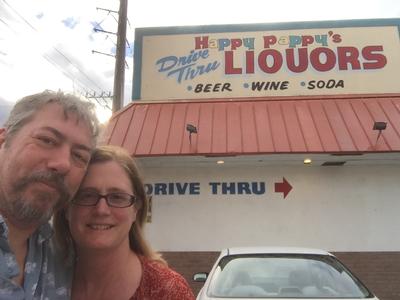 Happy Pappy's
Drive
Thru
LIQUORS
• BEER • WINE • SODA
DRIVE THRU